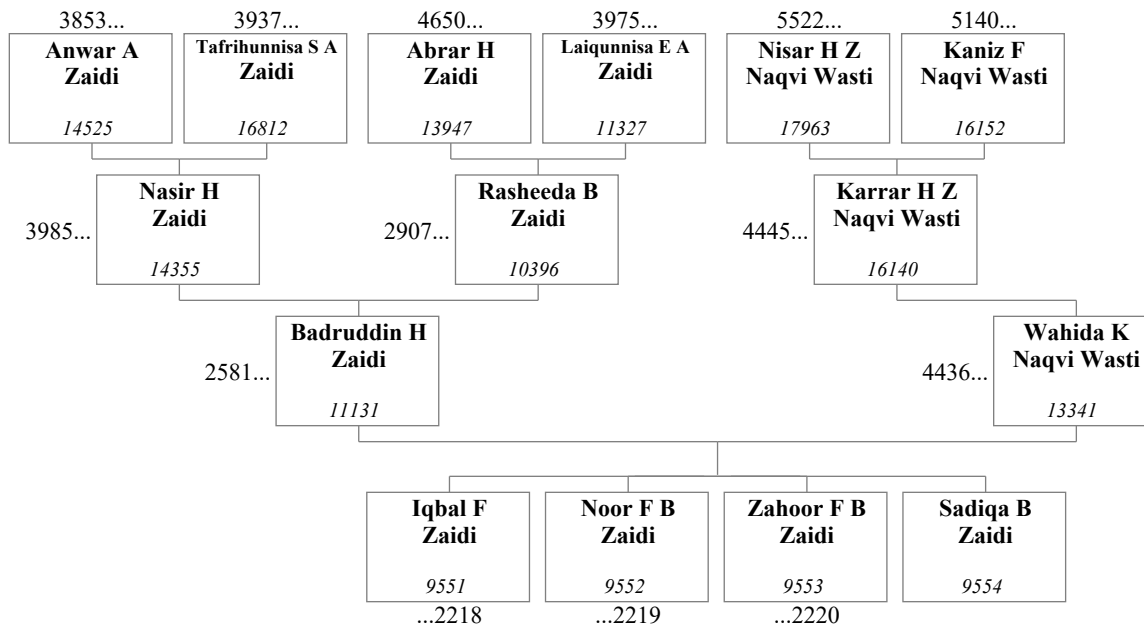 3853...
3937...
4650...
3975...
5522...
5140...
Anwar A
Zaidi
14525
Tafrihunnisa S A
Zaidi
16812
Abrar H
Zaidi
13947
Laiqunnisa E A
Zaidi
11327
Nisar H Z
Naqvi Wasti
17963
Kaniz F
Naqvi Wasti
16152
3985...
Nasir H
Zaidi
14355
2907...
Rasheeda B
Zaidi
10396
4445...
Karrar H Z
Naqvi Wasti
16140
2581...
Badruddin H
Zaidi
11131
4436...
Wahida K
Naqvi Wasti
13341
Iqbal F
Zaidi
9551
...2218
Noor F B
Zaidi
9552
...2219
Zahoor F B
Zaidi
9553
...2220
Sadiqa B
Zaidi
9554